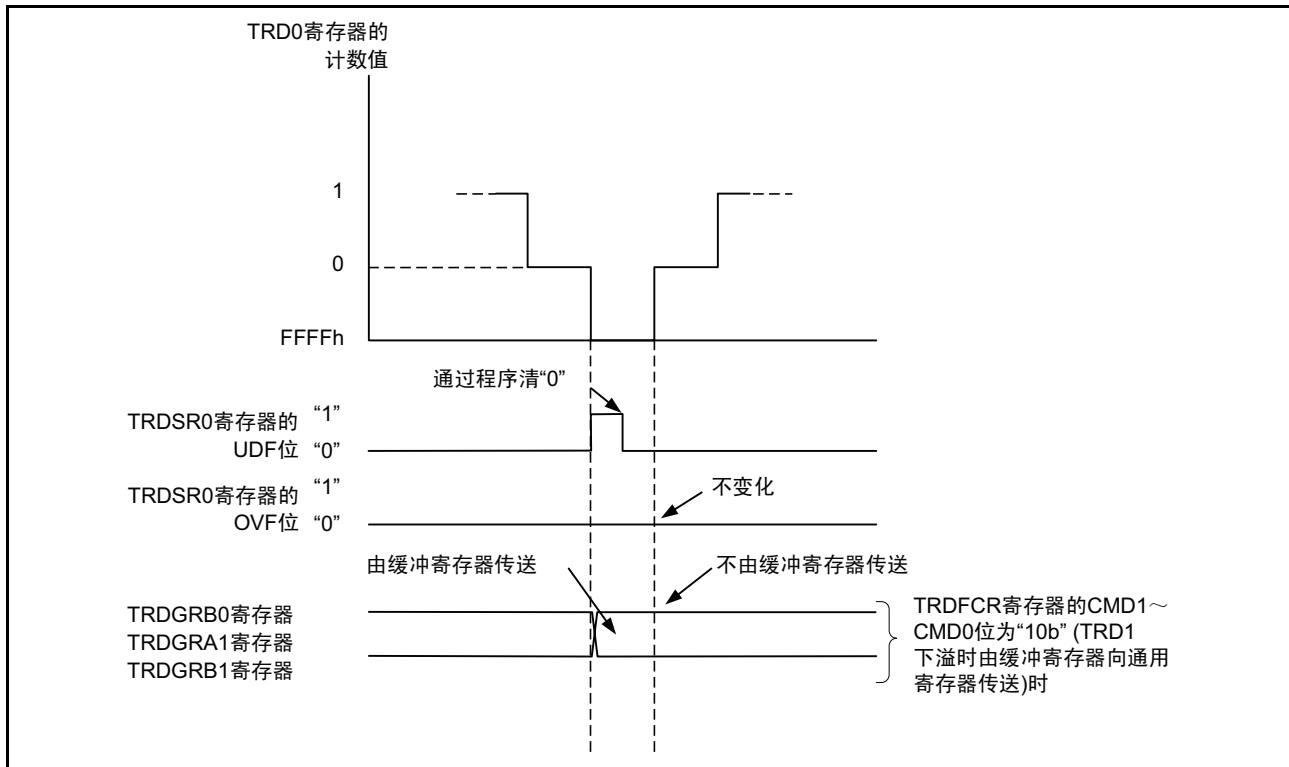 TRD0寄存器的
计数值
1
0
FFFFh
通过程序清“0”
TRDSR0寄存器的 “1”
UDF位 “0”
TRDSR0寄存器的 “1”
OVF位 “0”
不变化
由缓冲寄存器传送
不由缓冲寄存器传送
TRDGRB0寄存器
TRDGRA1寄存器
TRDGRB1寄存器
TRDFCR寄存器的CMD1～
CMD0位为“10b” (TRD1
下溢时由缓冲寄存器向通用
寄存器传送)时